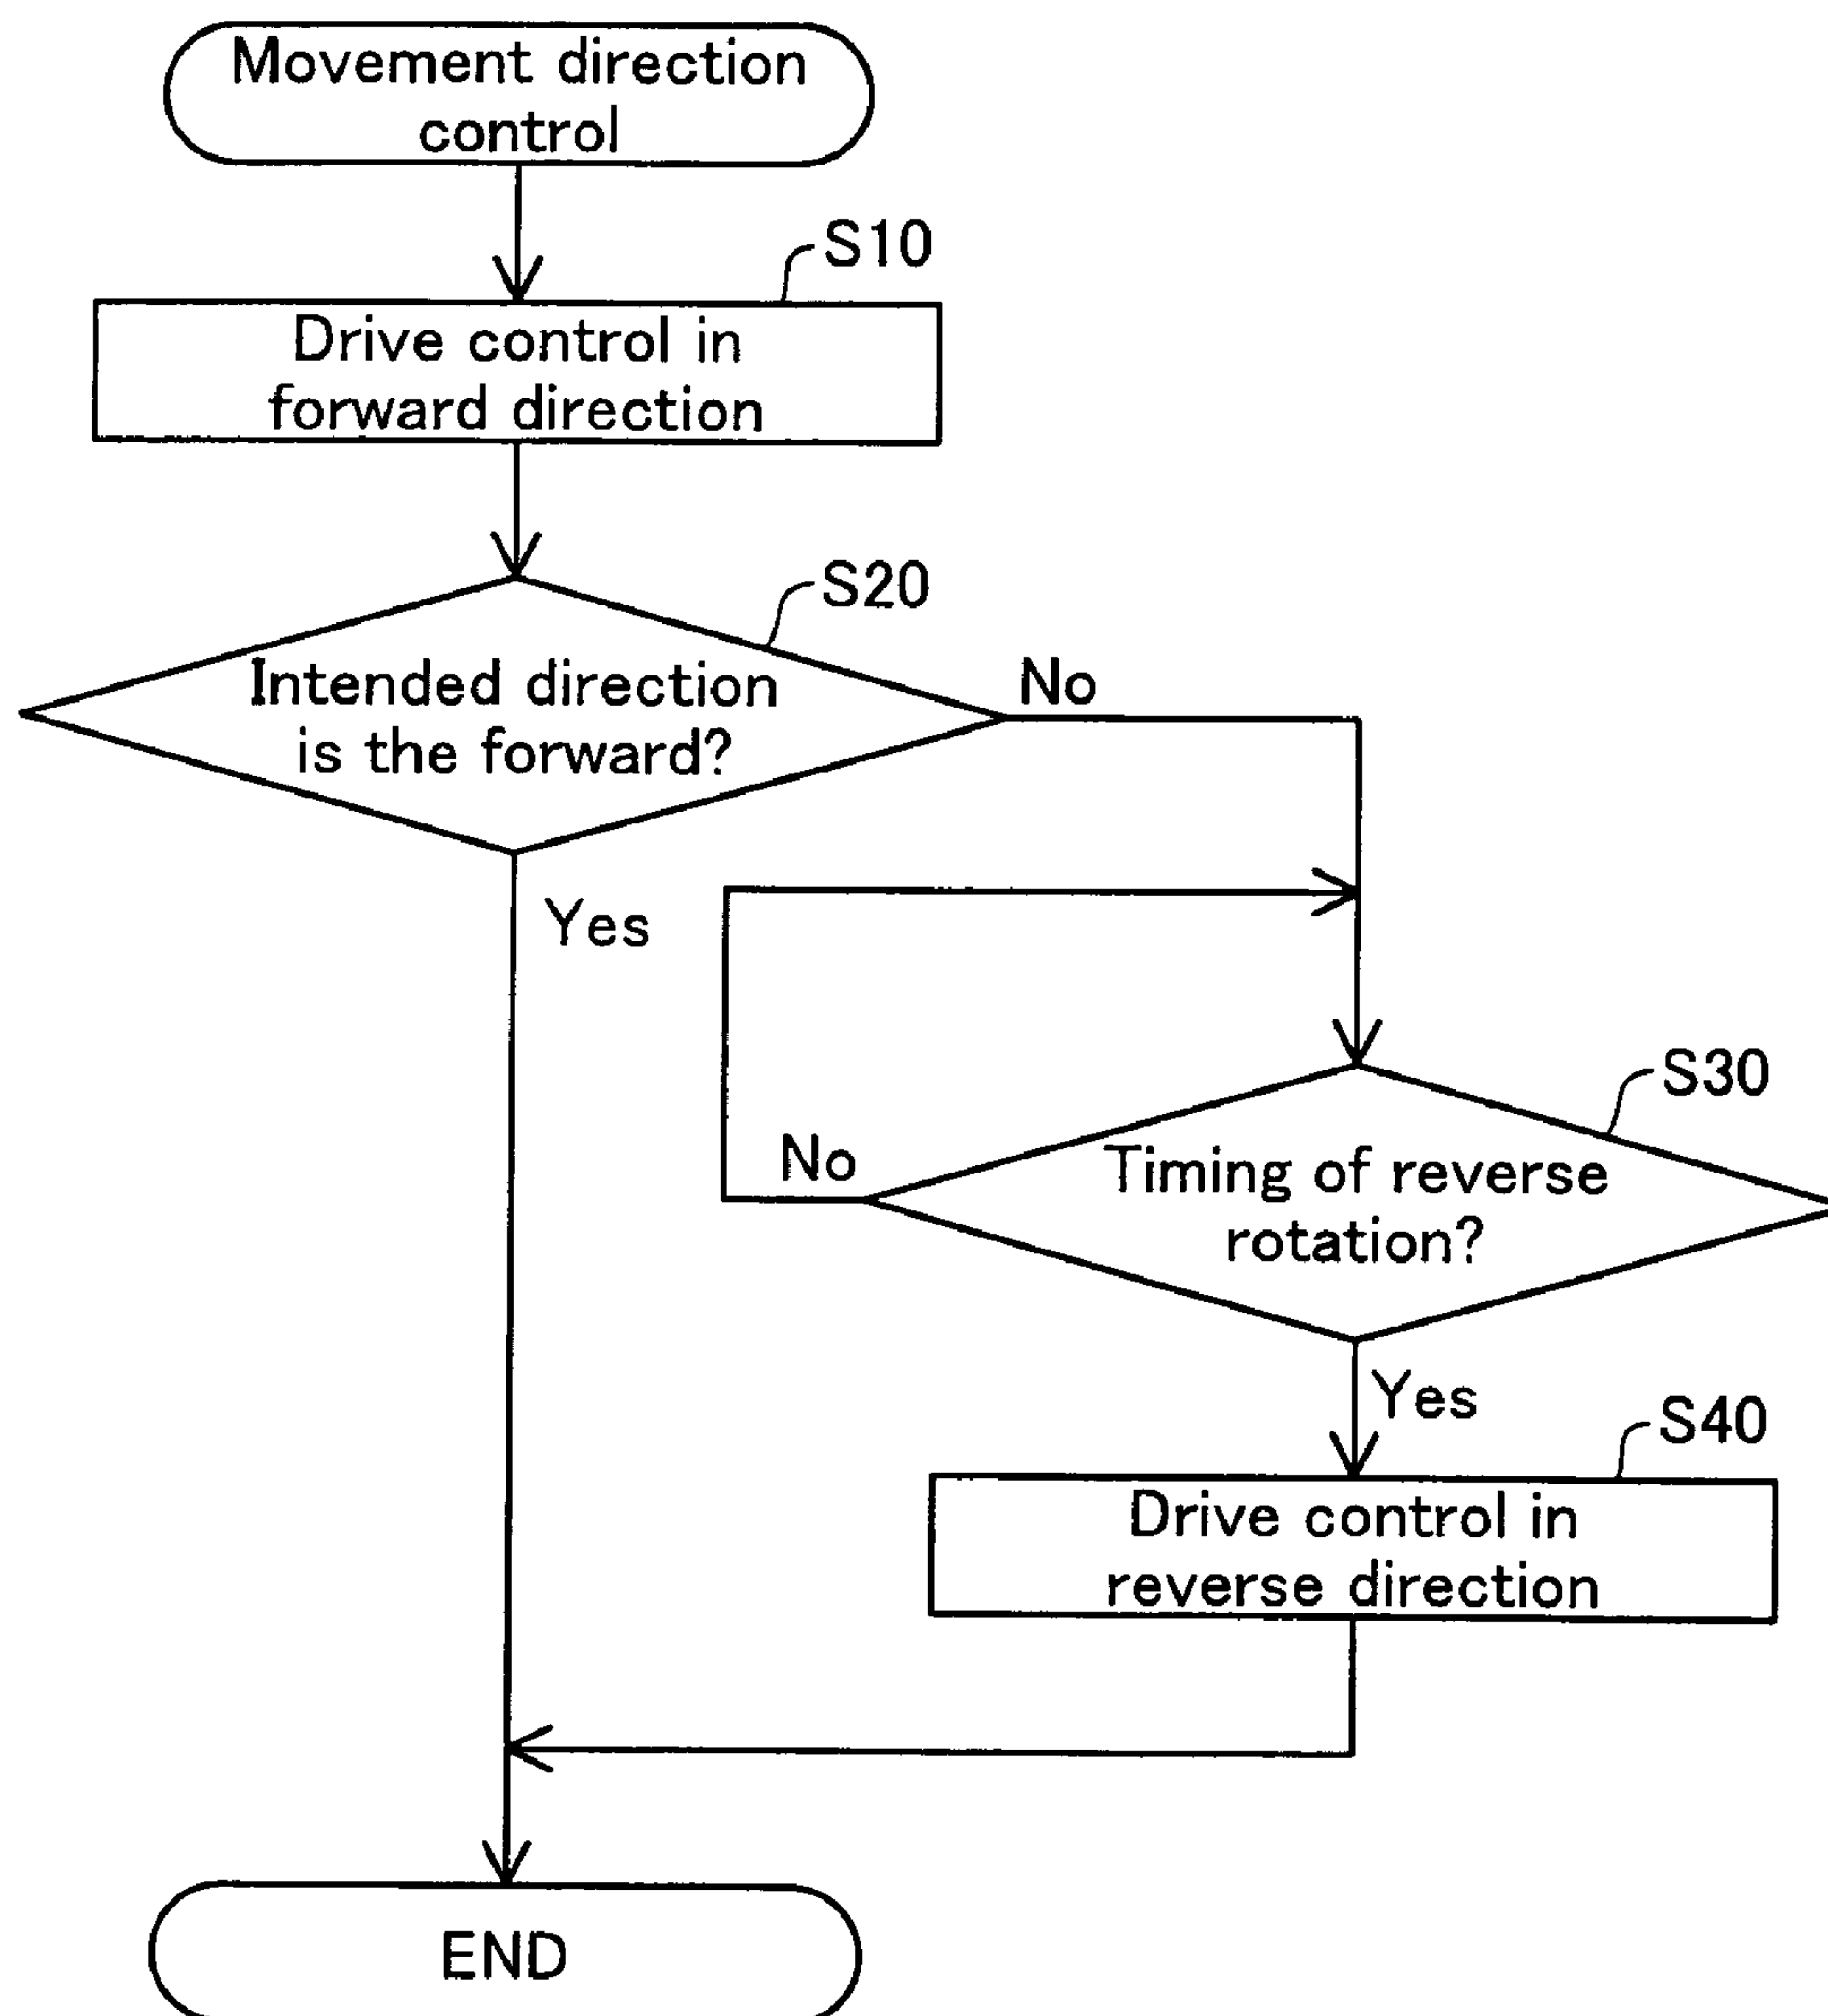 Movement direction
control
S10
Drive control in
forward direction
S20
Intended direction
is the forward?
No
Yes
S30
No
Timing of reverse
rotation?
Yes
S40
Drive control in
reverse direction
END